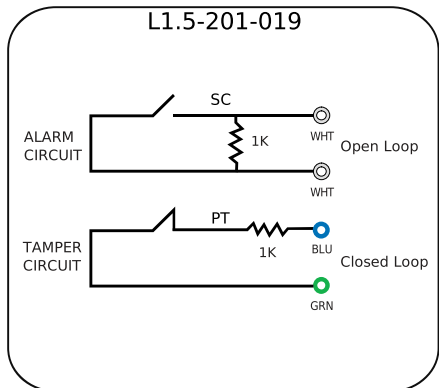 L1.5-201-019
SC
ALARM
CIRCUIT
1K
WHT
Open Loop
WHT
PT
TAMPER
CIRCUIT
1K
BLU
Closed Loop
GRN